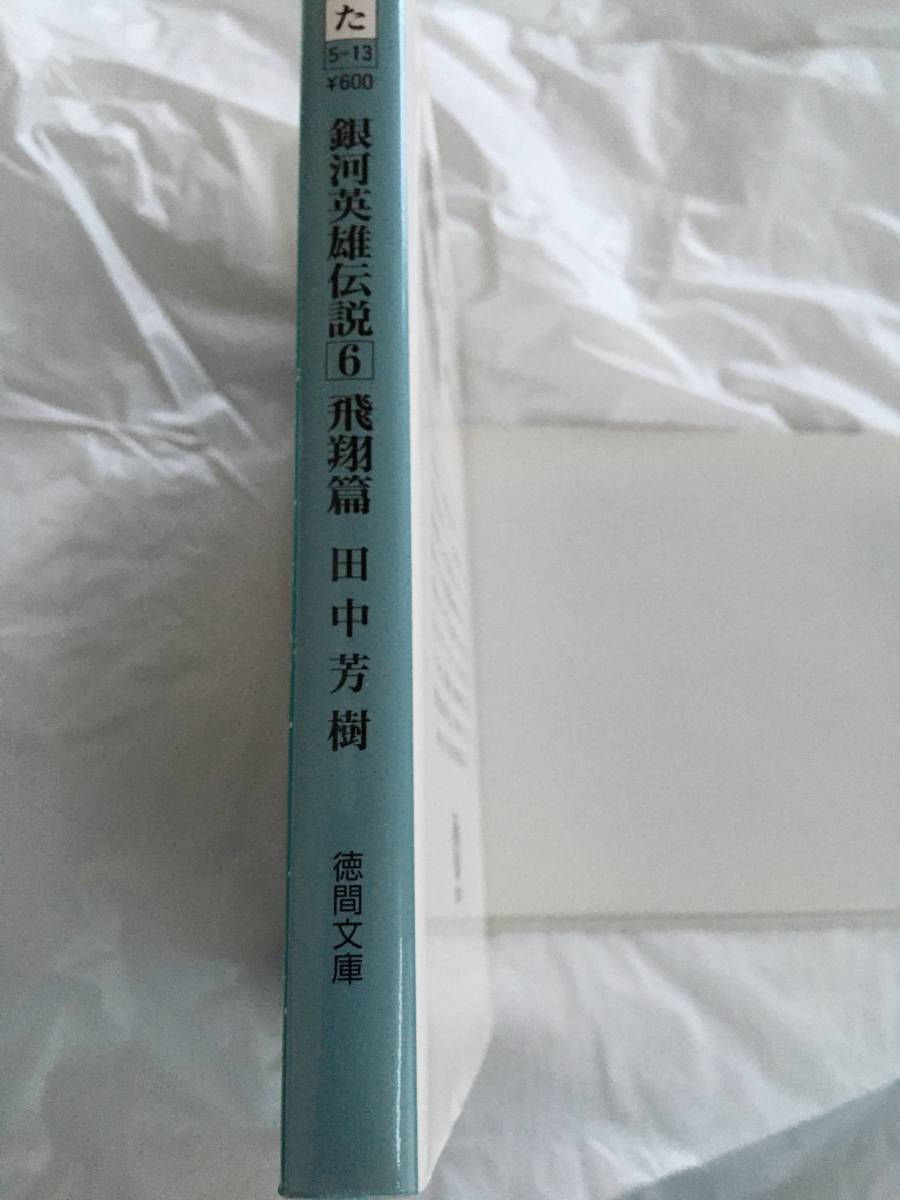 た
5-13
¥600
銀河英雄伝説6飛翔篇 田中芳樹
徳間文庫